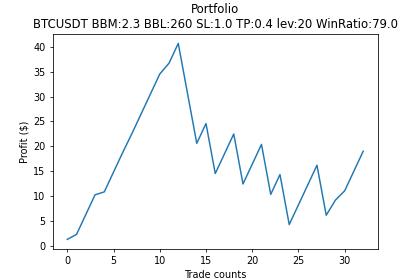 Portfolio
BTCUSDT BBM:2.3 BBL:260 SL:1.0 TP:0.4 lev:20 WinRatio:79.0
40
35
30
25
20
15
10
5
0
Profit ($)
0 5 10 15 20 25 30
Trade counts